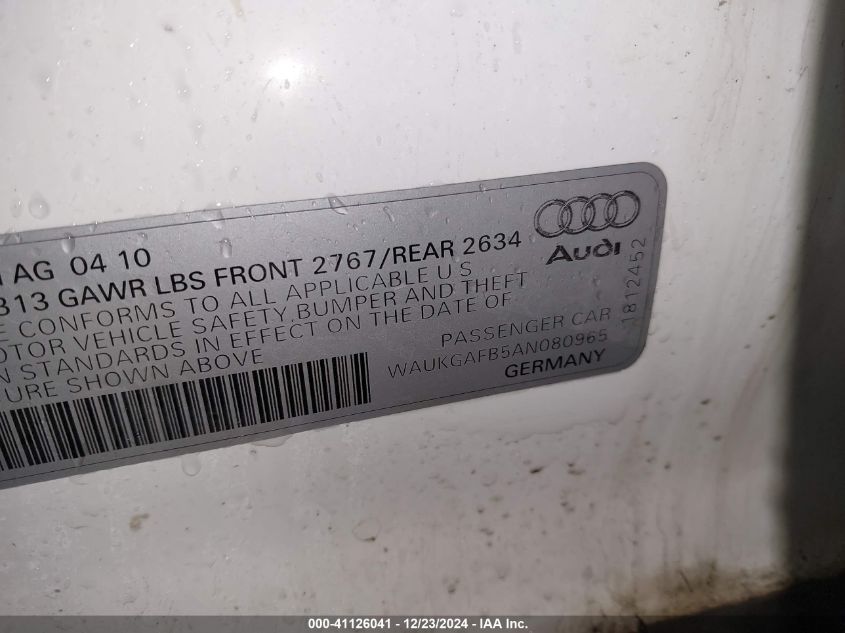 AG 04 10
313 GAWR LBS FRONT 2767/REAR 2634
CONFORMS TO ALL APPLICABLE U S
MOTOR VEHICLE SAFETY BUMPER AND THEFT
STANDARDS IN EFFECT ON THE DATE OF
URE SHOWN ABOVE
PASSENGER CAR
WAUKGAFB5AN080965
GERMANY
Audi
1812452
000-41126041 - 12/23/2024 - IAA Inc.